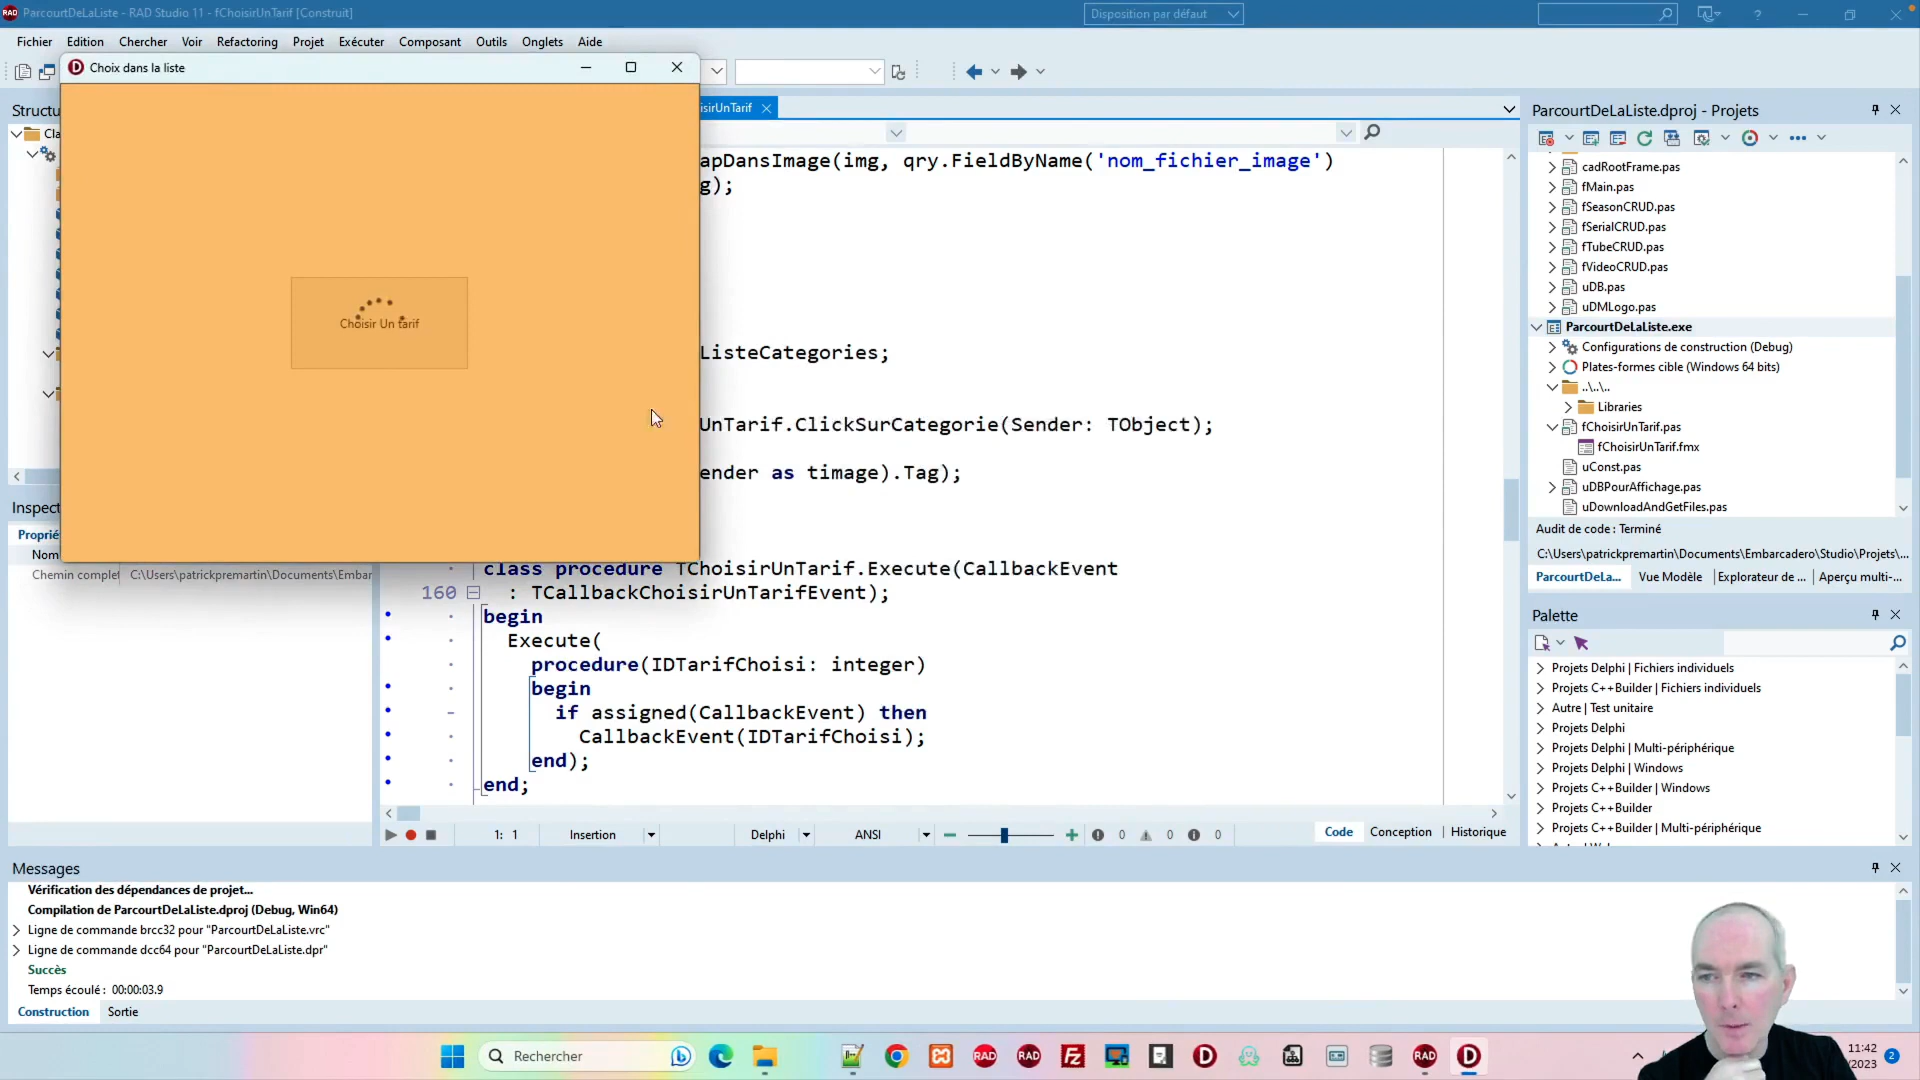 ParcourtDeLaListe - RAD Studio 11 - fChoisirUnTarif [Construit]
Disposition par défaut
Fichier Edition Chercher Voir Refactoring Projet Exécuter Composant Outils Onglets Aide
Choix dans la liste
Choisir Un tarif
Structu
Cla
isirUnTarif
apDansImage(img, qry.FieldByName('nom_fichier_image')
g);
ListeCategories;
UnTarif.ClickSurCategorie(Sender: TObject);
ender as timage).Tag);
class procedure TChoisirUnTarif.Execute(CallbackEvent
160 : TCallbackChoisirUnTarifEvent);
begin
Execute(
procedure(IDTarifChoisi: integer)
begin
if assigned(CallbackEvent) then
CallbackEvent(IDTarifChoisi);
end);
end;
Inspect
Proprié
Nom
Chemin complet C:\Users\patrickpremartin\Documents\Embar
1: 1 Insertion Delphi ANSI 0 0 0 Code Conception Historique
ParcourtDeLaListe.dproj - Projets
cadRootFrame.pas
fMain.pas
fSeasonCRUD.pas
fSerialCRUD.pas
fTubeCRUD.pas
fVideoCRUD.pas
uDB.pas
uDMLogo.pas
ParcourtDeLaListe.exe
Configurations de construction (Debug)
Plates-formes cible (Windows 64 bits)
..\..\..
Libraries
fChoisirUnTarif.pas
fChoisirUnTarif.fmx
uConst.pas
uDBPourAffichage.pas
uDownloadAndGetFiles.pas
Audit de code : Terminé
C:\Users\patrickpremartin\Documents\Embarcadero\Studio\Projets\...
ParcourtDeLa... Vue Modèle Explorateur de ... Aperçu multi-...
Palette
Projets Delphi | Fichiers individuels
Projets C++Builder | Fichiers individuels
Autre | Test unitaire
Projets Delphi
Projets Delphi | Multi-périphérique
Projets Delphi | Windows
Projets C++Builder | Windows
Projets C++Builder
Projets C++Builder | Multi-périphérique
Messages
Vérification des dépendances de projet...
Compilation de ParcourtDeLaListe.dproj (Debug, Win64)
Ligne de commande brcc32 pour "ParcourtDeLaListe.vrc"
Ligne de commande dcc64 pour "ParcourtDeLaListe.dpr"
Succès
Temps écoulé : 00:00:03.9
Construction Sortie
Rechercher
11:42
/2023 2